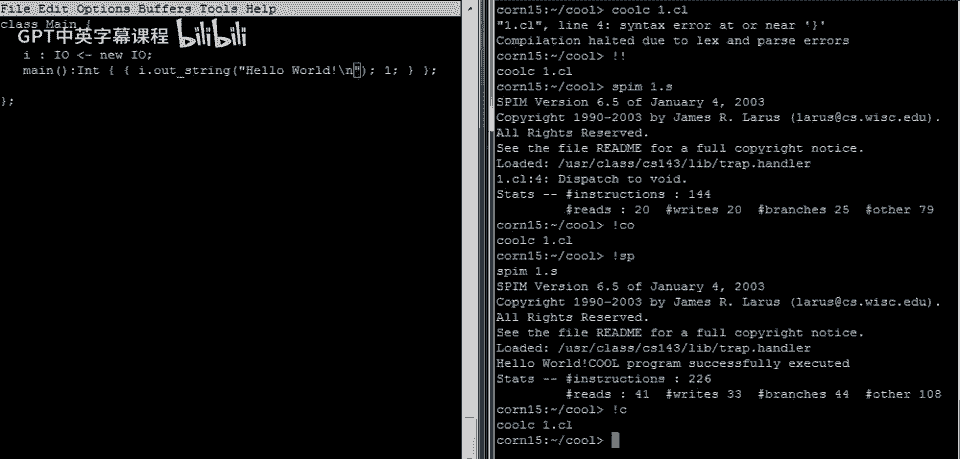 File Edit Options Buffers Tools Help
class Main {
GPT中英字幕课程 bilibili
i : IO <- new IO;
main():Int { { i.out_string("Hello World!\n"); 1; } };
};
corn15:~/cool> coolc 1.cl
"1.cl", line 4: syntax error at or near '}'
Compilation halted due to lex and parse errors
corn15:~/cool> !!
coolc 1.cl
corn15:~/cool> spim 1.s
SPIM Version 6.5 of January 4, 2003
Copyright 1990-2003 by James R. Larus (larus@cs.wisc.edu).
All Rights Reserved.
See the file README for a full copyright notice.
Loaded: /usr/class/cs143/lib/trap.handler
1.cl:4: Dispatch to void.
Stats -- #instructions : 144
#reads : 20  #writes 20  #branches 25  #other 79
corn15:~/cool> !co
coolc 1.cl
corn15:~/cool> !sp
spim 1.s
SPIM Version 6.5 of January 4, 2003
Copyright 1990-2003 by James R. Larus (larus@cs.wisc.edu).
All Rights Reserved.
See the file README for a full copyright notice.
Loaded: /usr/class/cs143/lib/trap.handler
Hello World!COOL program successfully executed
Stats -- #instructions : 226
#reads : 41  #writes 33  #branches 44  #other 108
corn15:~/cool> !c
coolc 1.cl
corn15:~/cool>